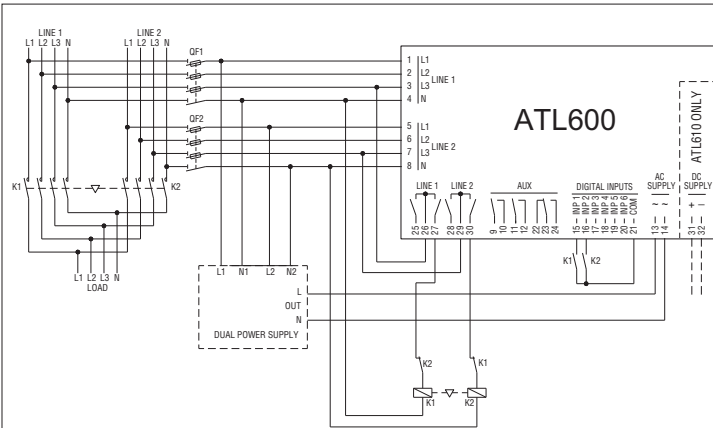 LINE 1 LINE 2
L1 L2 L3 N L1 L2 L3 N
QF1
1 L1
2 L2
3 L3
4 N
LINE 1
QF2
5 L1
6 L2
7 L3
8 N
LINE 2
ATL600
ATL610 ONLY
K1 K2
LINE 1 LINE 2 AUX DIGITAL INPUTS AC SUPPLY DC SUPPLY
~ ~ + –
25 26 27 28 29 30 9 10 11 12 22 23 24
15 – INP 1
16 – INP 2
17 – INP 3
18 – INP 4
19 – INP 5
20 – INP 6
21 – COM
13 14 31 32
K1 K2
L1 L2 L3 N
LOAD
L1 N1 L2 N2
L
OUT
N
DUAL POWER SUPPLY
K2 K1
K1 K2